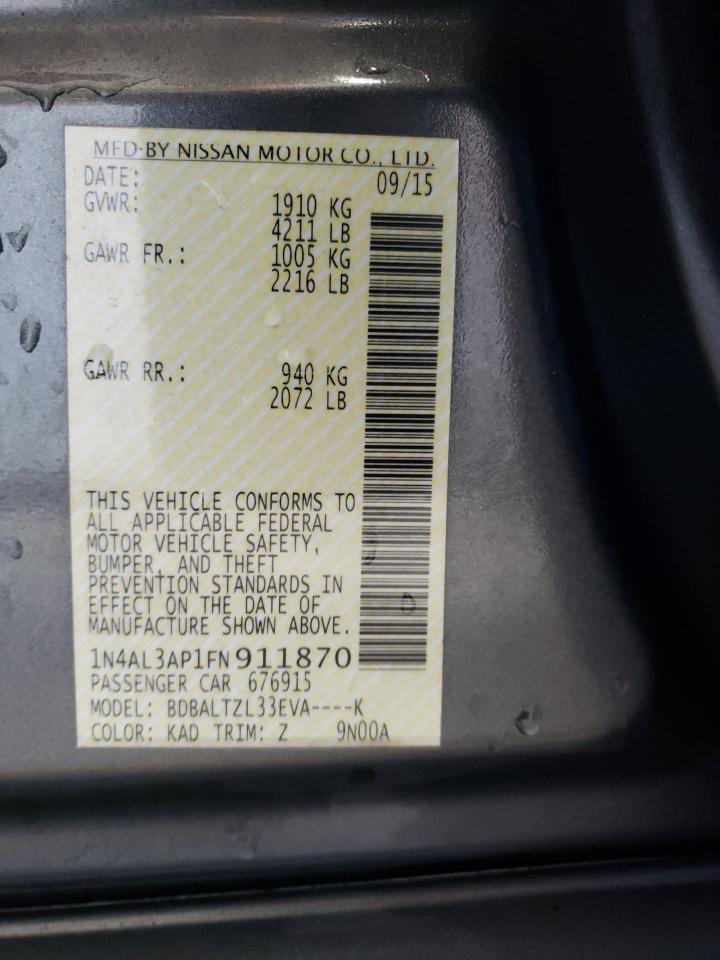 MFD BY NISSAN MOTOR CO., LTD.
DATE: 09/15
GVWR: 1910 KG
4211 LB
GAWR FR.: 1005 KG
2216 LB
GAWR RR.: 940 KG
2072 LB
THIS VEHICLE CONFORMS TO
ALL APPLICABLE FEDERAL
MOTOR VEHICLE SAFETY,
BUMPER, AND THEFT
PREVENTION STANDARDS IN
EFFECT ON THE DATE OF
MANUFACTURE SHOWN ABOVE.
1N4AL3AP1FN911870
PASSENGER CAR 676915
MODEL: BDBALTZL33EVA----K
COLOR: KAD TRIM: Z 9N00A